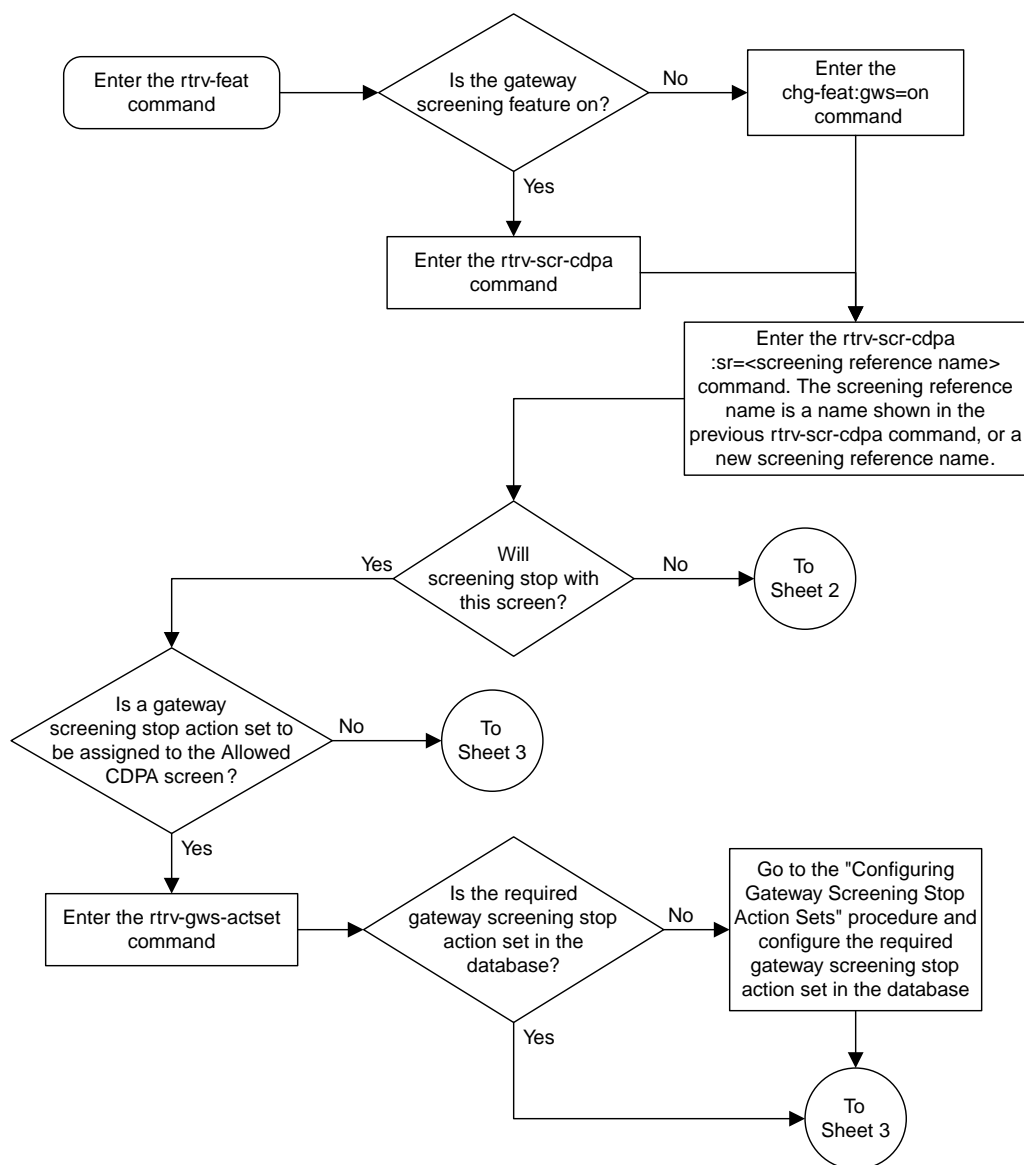 Enter the rtrv-feat
command
Is the gateway
screening feature on?
No
Enter the
chg-feat:gws=on
command
Yes
Enter the rtrv-scr-cdpa
command
Enter the rtrv-scr-cdpa
:sr=<screening reference name>
command. The screening reference
name is a name shown in the
previous rtrv-scr-cdpa command, or a
new screening reference name.
Will
screening stop with
this screen?
Yes
No
To
Sheet 2
Is a gateway
screening stop action set to
be assigned to the Allowed
CDPA screen?
No
To
Sheet 3
Yes
Enter the rtrv-gws-actset
command
Is the required
gateway screening stop
action set in the
database?
No
Go to the "Configuring
Gateway Screening Stop
Action Sets" procedure and
configure the required
gateway screening stop
action set in the database
Yes
To
Sheet 3